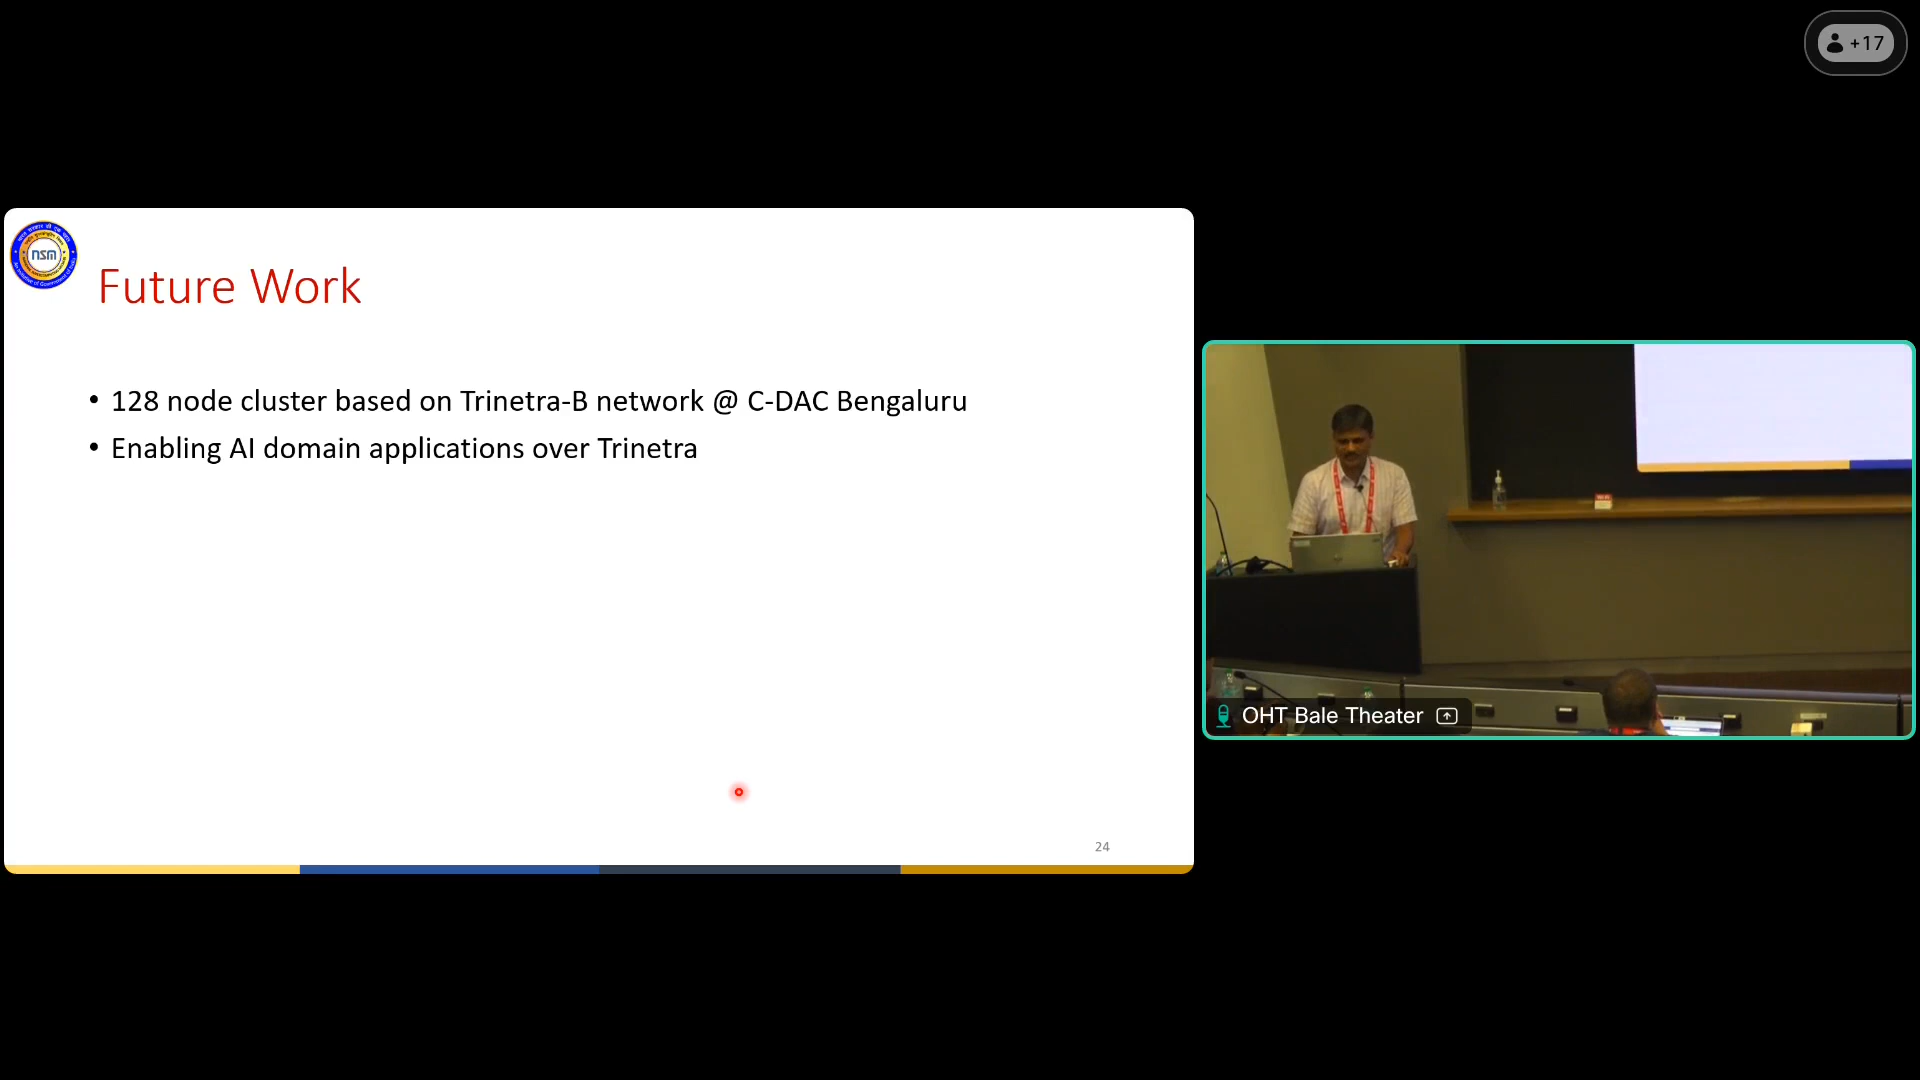 +17
nsm
Future Work
• 128 node cluster based on Trinetra-B network @ C-DAC Bengaluru
• Enabling AI domain applications over Trinetra
24
OHT Bale Theater